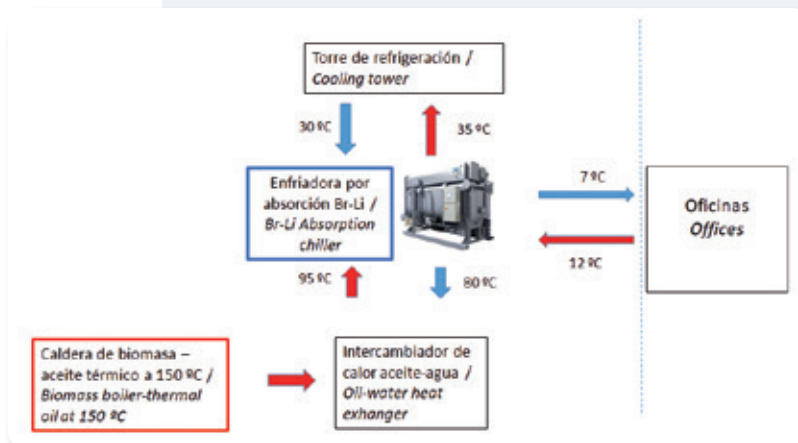 Torre de refrigeración /
Cooling tower
30 ºC
35 ºC
Enfriadora por
absorción Br-Li /
Br-Li Absorption
chiller
7 ºC
12 ºC
Oficinas
Offices
95 ºC
80 ºC
Caldera de biomasa –
aceite térmico a 150 ºC /
Biomass boiler-thermal
oil at 150 ºC
Intercambiador de
calor aceite-agua /
Oil-water heat
exhanger